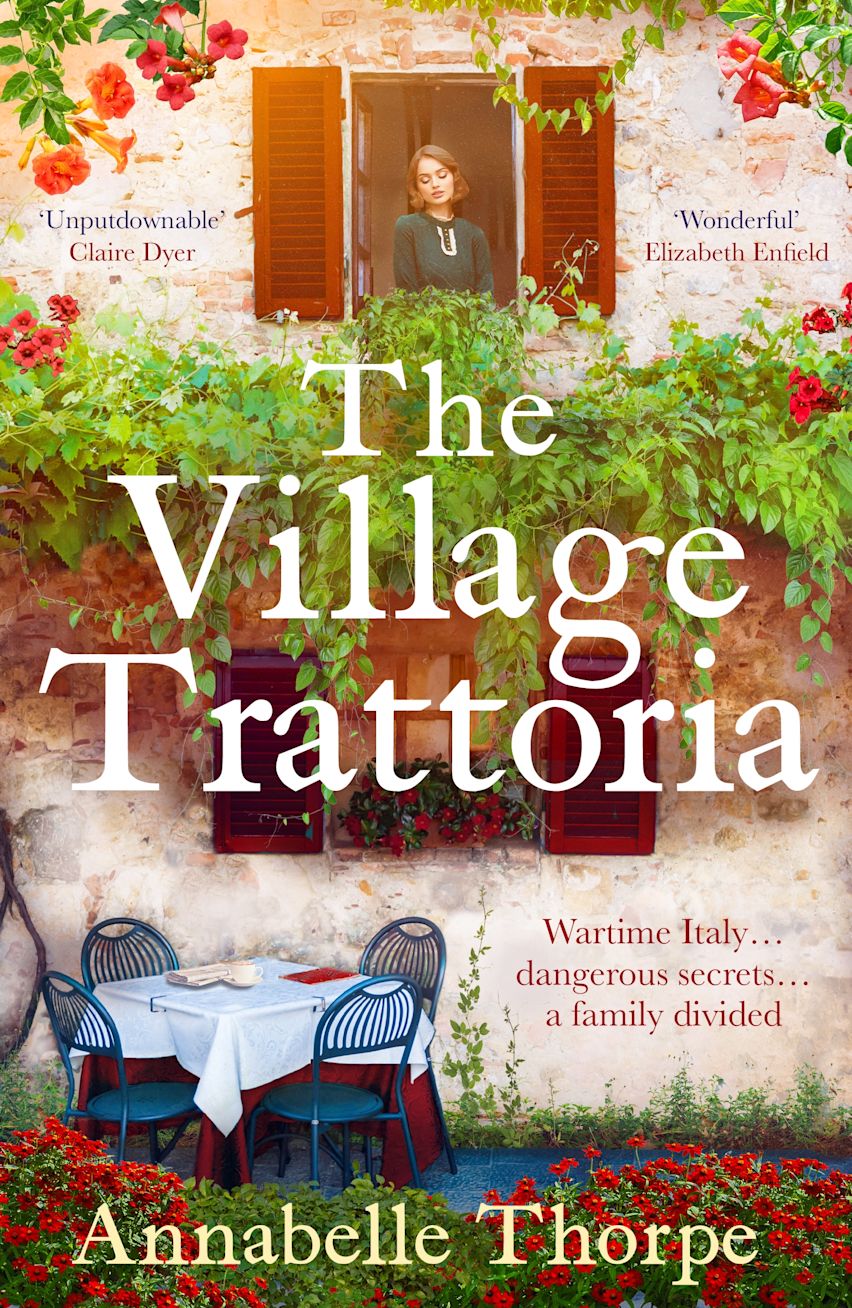 ‘Unputdownable’
Claire Dyer
‘Wonderful’
Elizabeth Enfield
The
Village
Trattoria
Wartime Italy...
dangerous secrets...
a family divided
Annabelle Thorpe